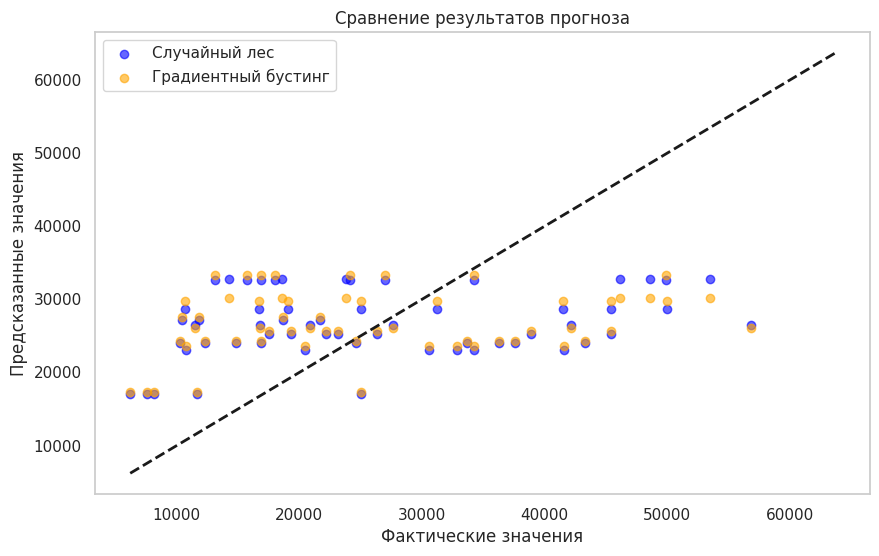 Сравнение результатов прогноза
Случайный лес
Градиентный бустинг
Предсказанные значения
60000
50000
40000
30000
20000
10000
10000 20000 30000 40000 50000 60000
Фактические значения